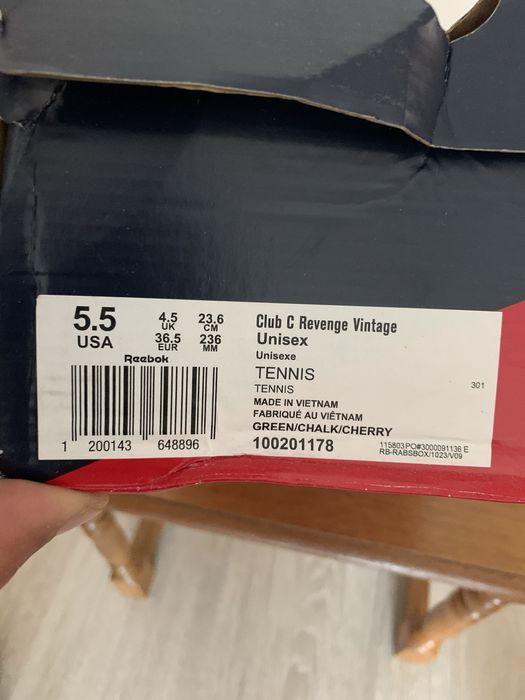 5.5
USA
4.5
UK
36.5
EUR
23.6
CM
236
MM
Reebok
1 200143 648896
Club C Revenge Vintage
Unisex
Unisexe
TENNIS
TENNIS
301
MADE IN VIETNAM
FABRIQUÉ AU VIÊTNAM
GREEN/CHALK/CHERRY
100201178
115803PO#3000091136 E
RB-RABSBOX/1023/V09